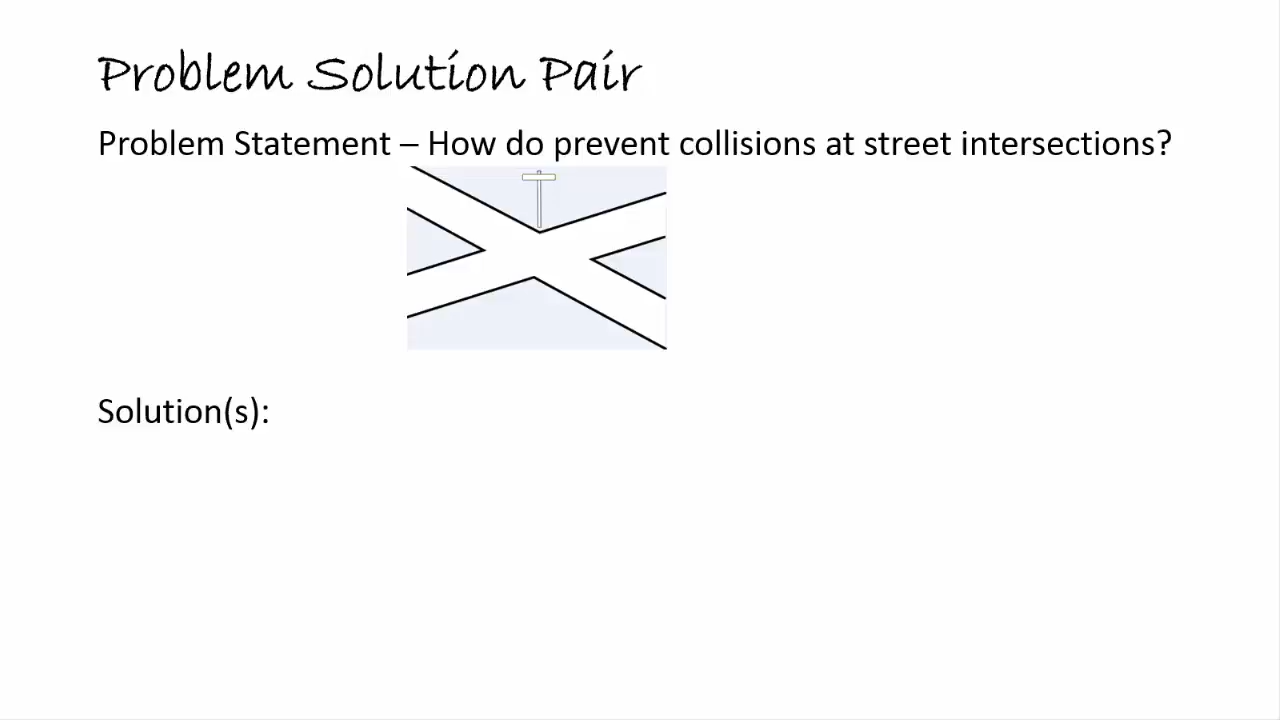 Problem Solution Pair
Problem Statement – How do prevent collisions at street intersections?
Solution(s):